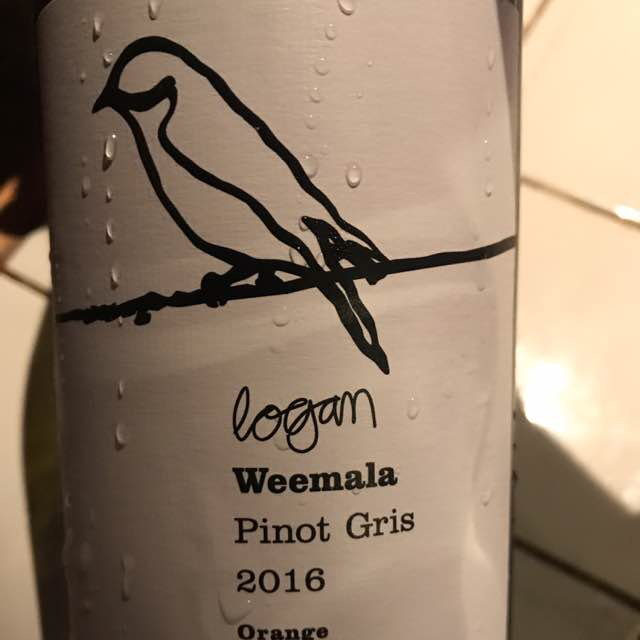 logan
Weemala
Pinot Gris
2016
Orange